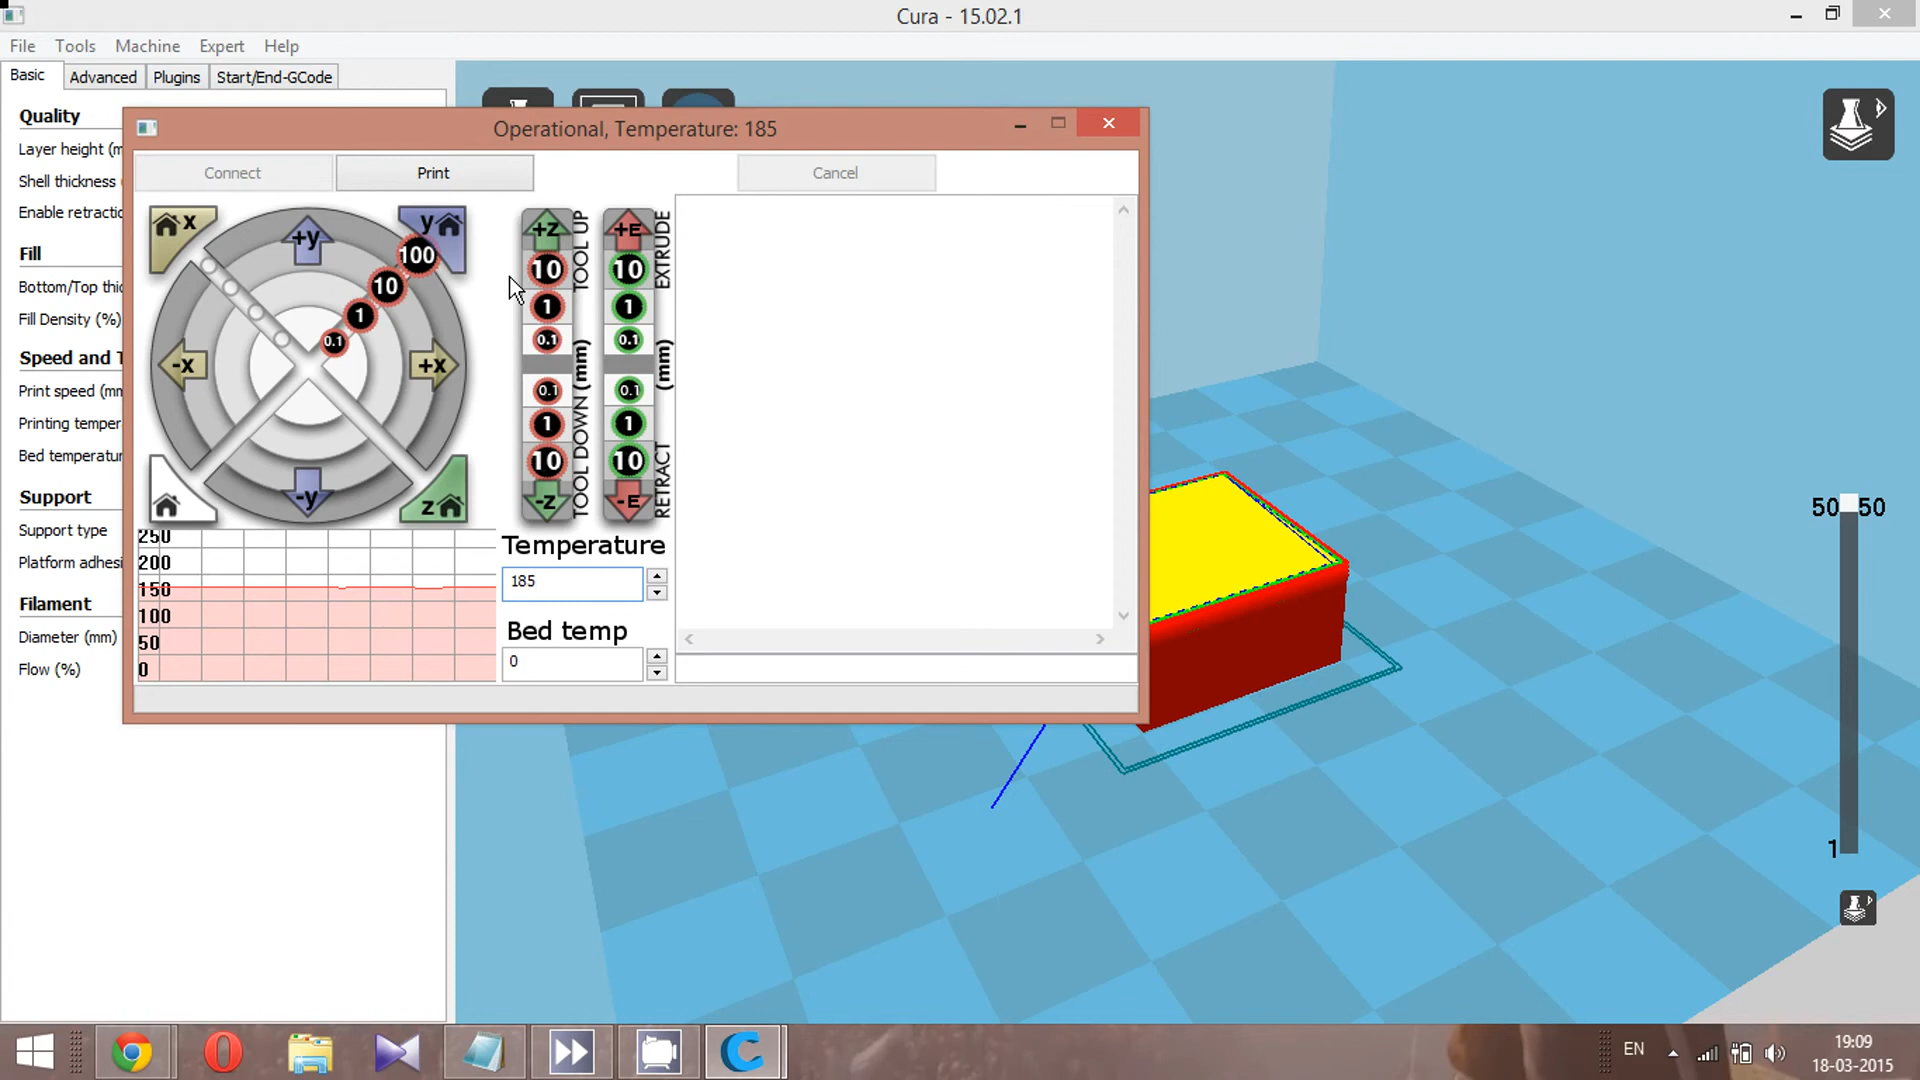 Cura - 15.02.1
File Tools Machine Expert Help
Basic Advanced Plugins Start/End-GCode
Quality
Layer height (m
Shell thickness
Enable retractio
Fill
Bottom/Top thic
Fill Density (%)
Speed and T
Print speed (mm
Printing temper
Bed temperatur
Support
Support type
Platform adhesi
Filament
Diameter (mm)
Flow (%)
Operational, Temperature: 185
Connect Print Cancel
x +y y
100
10
1
0.1
-x +x
-y z
+Z
10
1
0.1
0.1
1
10
-Z
TOOL UP
TOOL DOWN (mm)
+E
10
1
0.1
0.1
1
10
-E
EXTRUDE
(mm)
RETRACT
250
200
150
100
50
0
Temperature
185
Bed temp
0
50 50
1
EN
19:09
18-03-2015